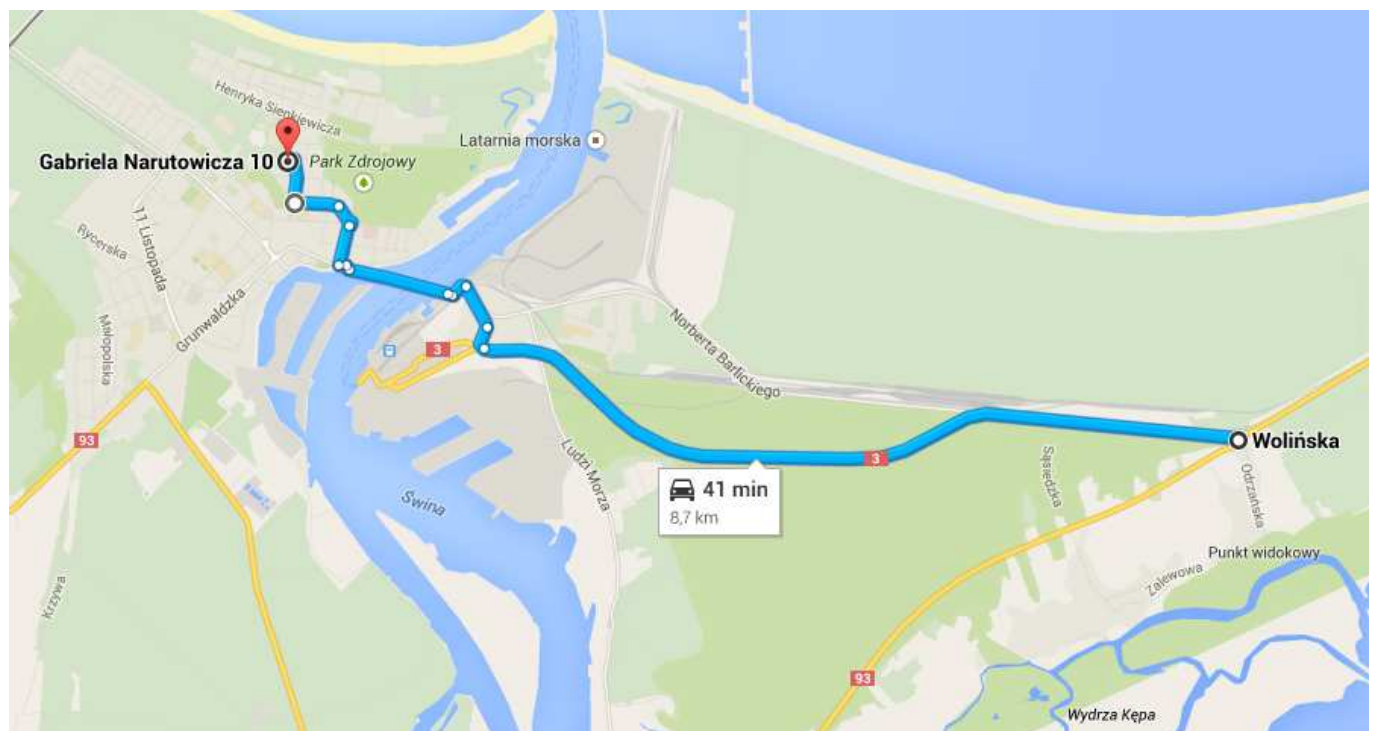 Henryka Sienkiewicza
Latarnia morska
Gabriela Narutowicza 10
Park Zdrojowy
11 Listopada
Rycerska
Grunwaldzka
Małopolska
Norberta Barlickiego
3
93
Wolińska
3
Sąsiedzka
Odrzańska
41 min
8,7 km
Ludzi Morza
Świna
Punkt widokowy
Zalewowa
Krzywa
93
Wydrza Kępa